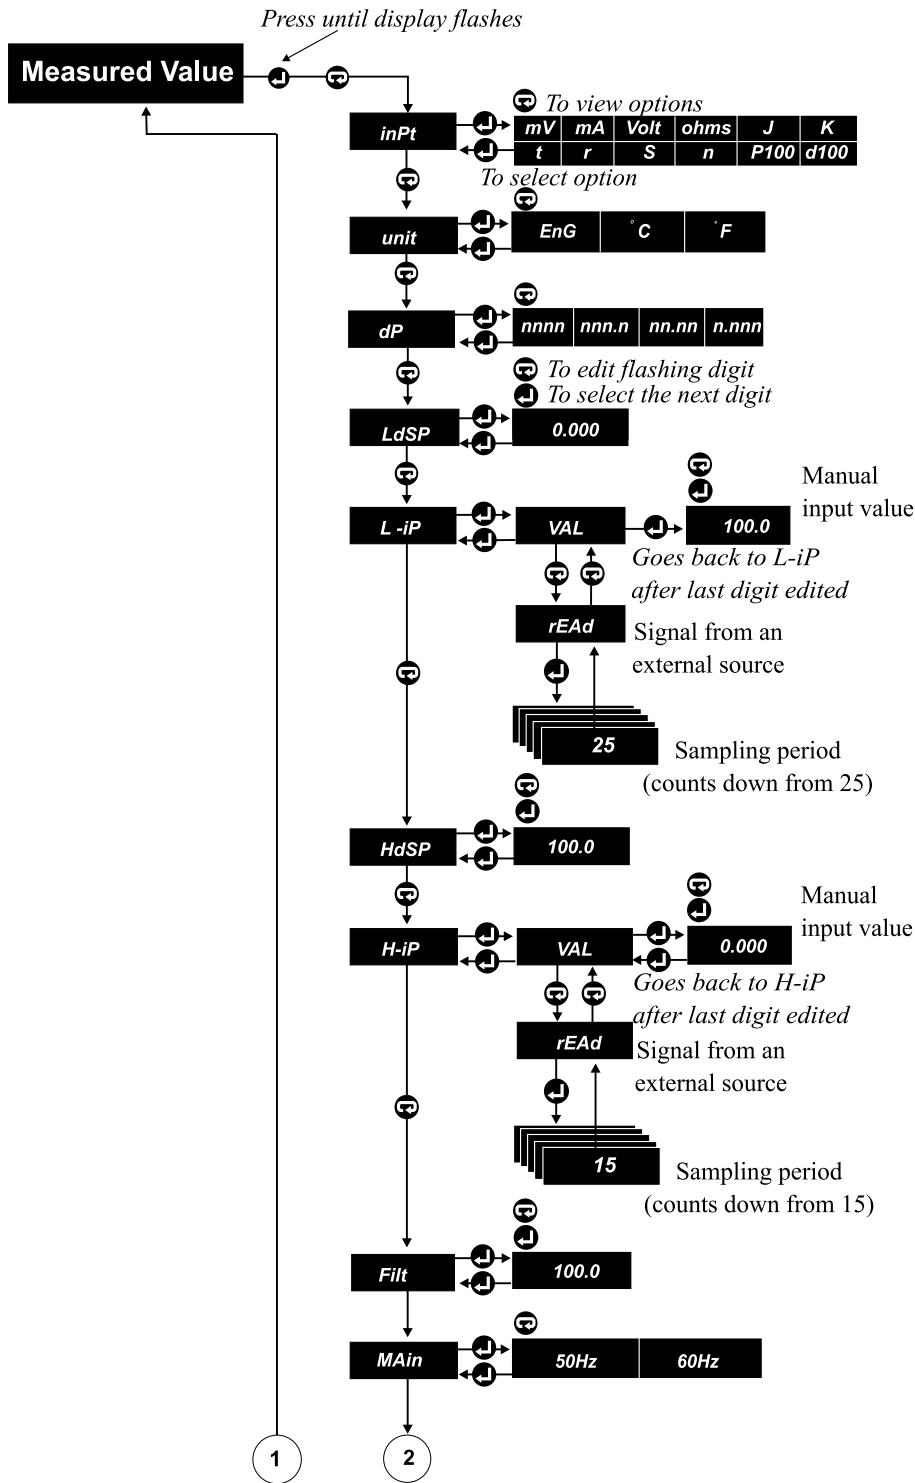 Press until display flashes
Measured Value
To view options
inPt
mV mA Volt ohms J K
t r S n P100 d100
To select option
unit
EnG °C °F
dP
nnnn nnn.n nn.nn n.nnn
To edit flashing digit
To select the next digit
LdSP
0.000
Manual
input value
L -iP
VAL
100.0
Goes back to L-iP
after last digit edited
rEAd
Signal from an
external source
25
Sampling period
(counts down from 25)
HdSP
100.0
Manual
input value
H-iP
VAL
0.000
Goes back to H-iP
after last digit edited
rEAd
Signal from an
external source
15
Sampling period
(counts down from 15)
Filt
100.0
MAin
50Hz 60Hz
1
2